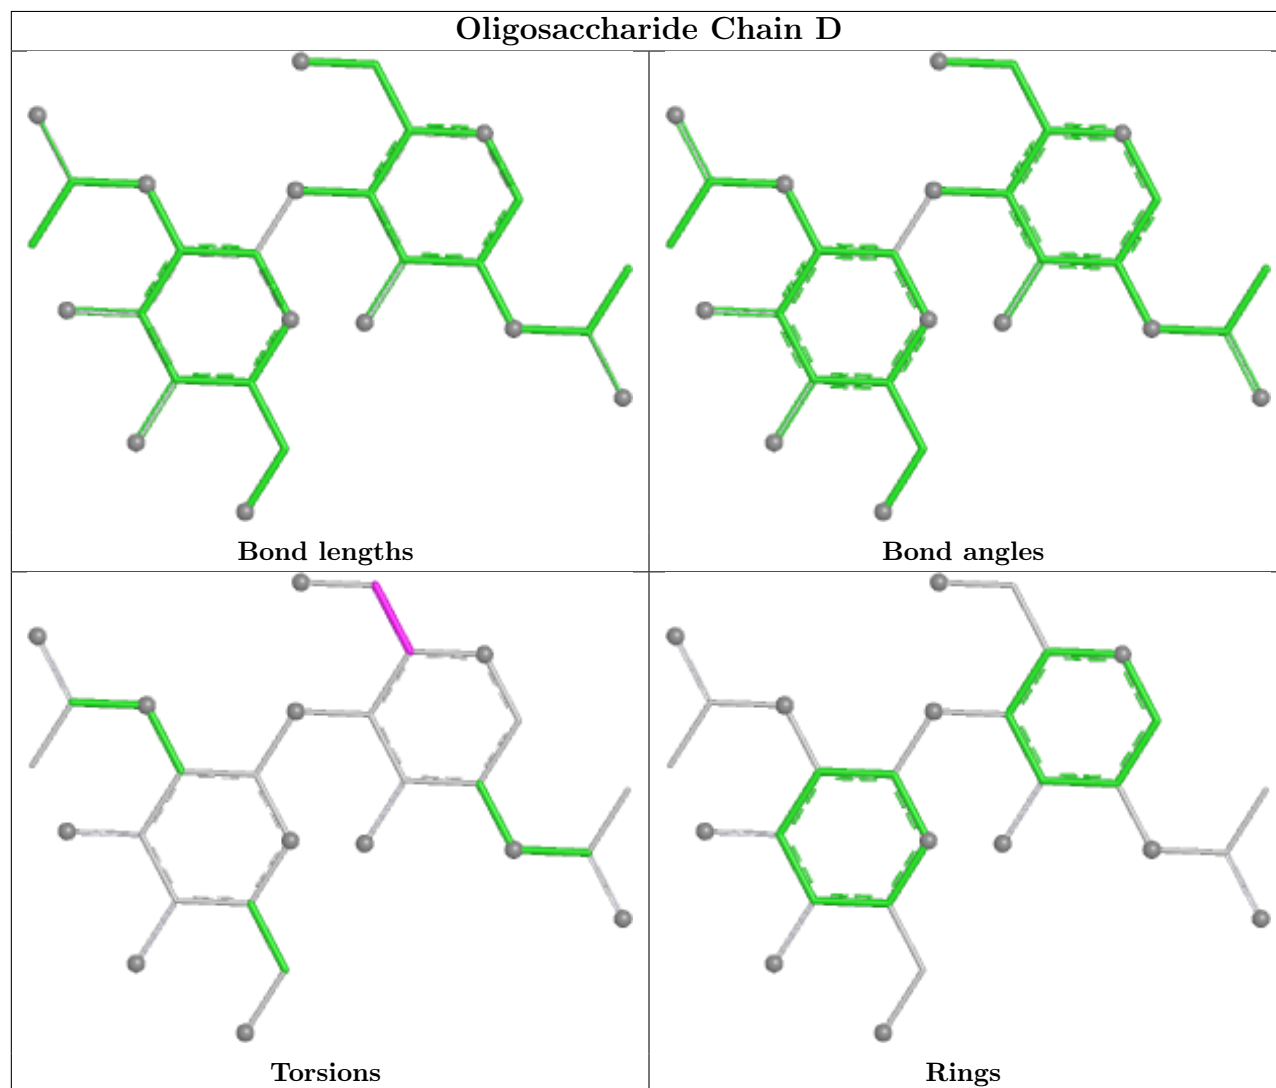 Oligosaccharide Chain D
Bond lengths
Bond angles
Torsions
Rings